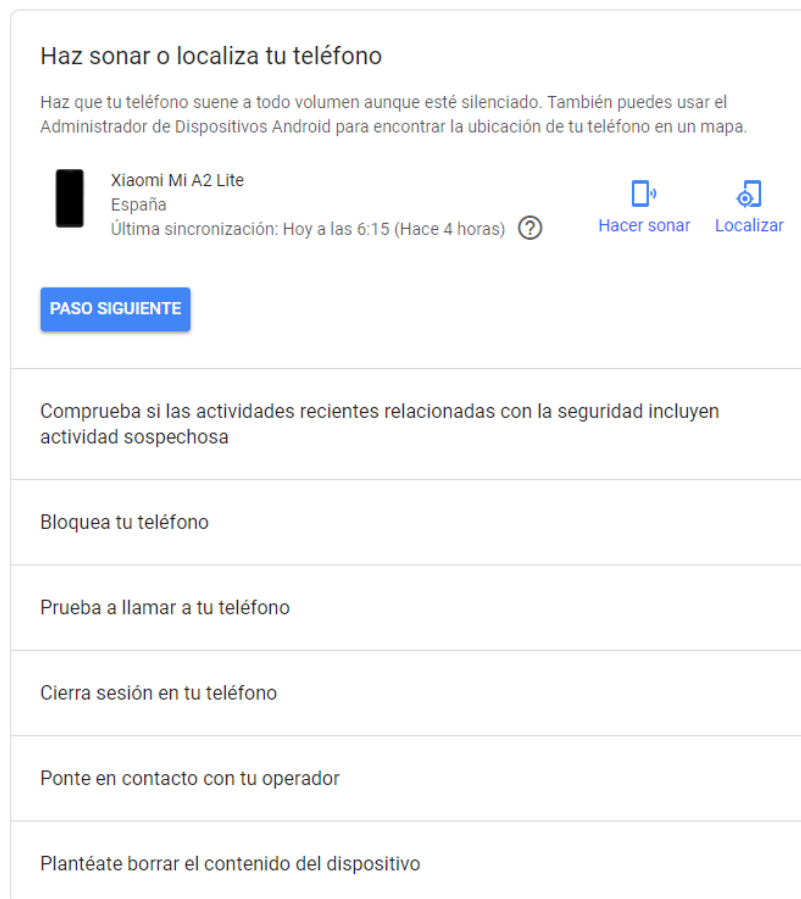 Haz sonar o localiza tu teléfono
Haz que tu teléfono suene a todo volumen aunque esté silenciado. También puedes usar el
Administrador de Dispositivos Android para encontrar la ubicación de tu teléfono en un mapa.
Xiaomi Mi A2 Lite
España
Última sincronización: Hoy a las 6:15 (Hace 4 horas)
Hacer sonar
Localizar
PASO SIGUIENTE
Comprueba si las actividades recientes relacionadas con la seguridad incluyen
actividad sospechosa
Bloquea tu teléfono
Prueba a llamar a tu teléfono
Cierra sesión en tu teléfono
Ponte en contacto con tu operador
Plantéate borrar el contenido del dispositivo